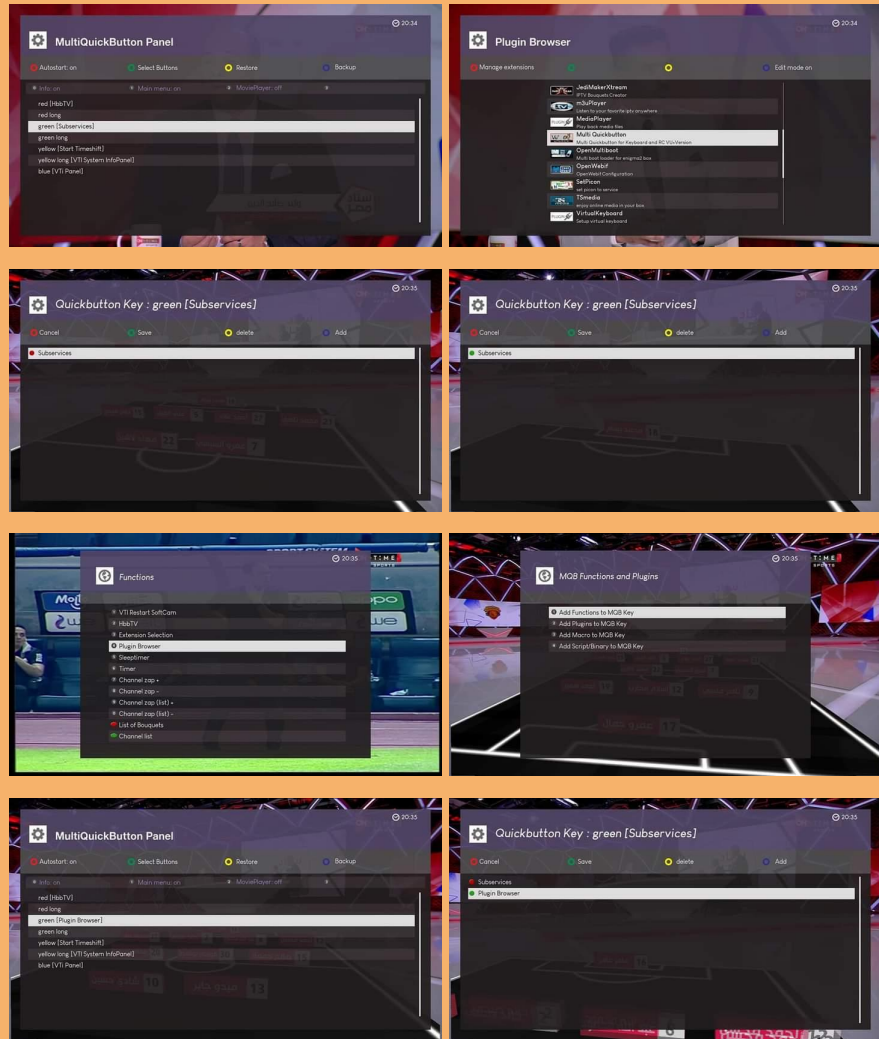 20:34
MultiQuickButton Panel
Autostart: on Select Buttons Restore Backup
Info: on Main menu: on MoviePlayer: off
red [HbbTV]
red long
green [Subservices]
green long
yellow [Start Timeshift]
yellow long [VTI System InfoPanel]
blue [VTi Panel]
20:34
Plugin Browser
Manage extensions Edit mode on
JediMakerXtream
IPTV Bouquets Creator
m3uPlayer
Listen to your favorite iptv anywhere
MediaPlayer
Play back media files
Multi Quickbutton
Multi Quickbutton for Keyboard and RC VU+Version
OpenMultiboot
Multi boot loader for enigma2 box
OpenWebif
OpenWebif Configuration
SetPicon
set picon to service
TSmedia
enjoy online media in your box
VirtualKeyboard
Setup virtual keyboard
20:35
Quickbutton Key : green [Subservices]
Cancel Save delete Add
Subservices
20:35
Quickbutton Key : green [Subservices]
Cancel Save delete Add
Subservices
20:35
Functions
VTI Restart SoftCam
HbbTV
Extension Selection
Plugin Browser
Sleeptimer
Timer
Channel zap +
Channel zap -
Channel zap (list) +
Channel zap (list) -
List of Bouquets
Channel list
TIME
SPORTS
20:35
MQB Functions and Plugins
Add Functions to MQB Key
Add Plugins to MQB Key
Add Macro to MQB Key
Add Script/Binary to MQB Key
TIME
SPORTS
20:35
MultiQuickButton Panel
Autostart: on Select Buttons Restore Backup
Info: on Main menu: on MoviePlayer: off
red [HbbTV]
red long
green [Plugin Browser]
green long
yellow [Start Timeshift]
yellow long [VTI System InfoPanel]
blue [VTi Panel]
20:35
Quickbutton Key : green [Subservices]
Cancel Save delete Add
Subservices
Plugin Browser